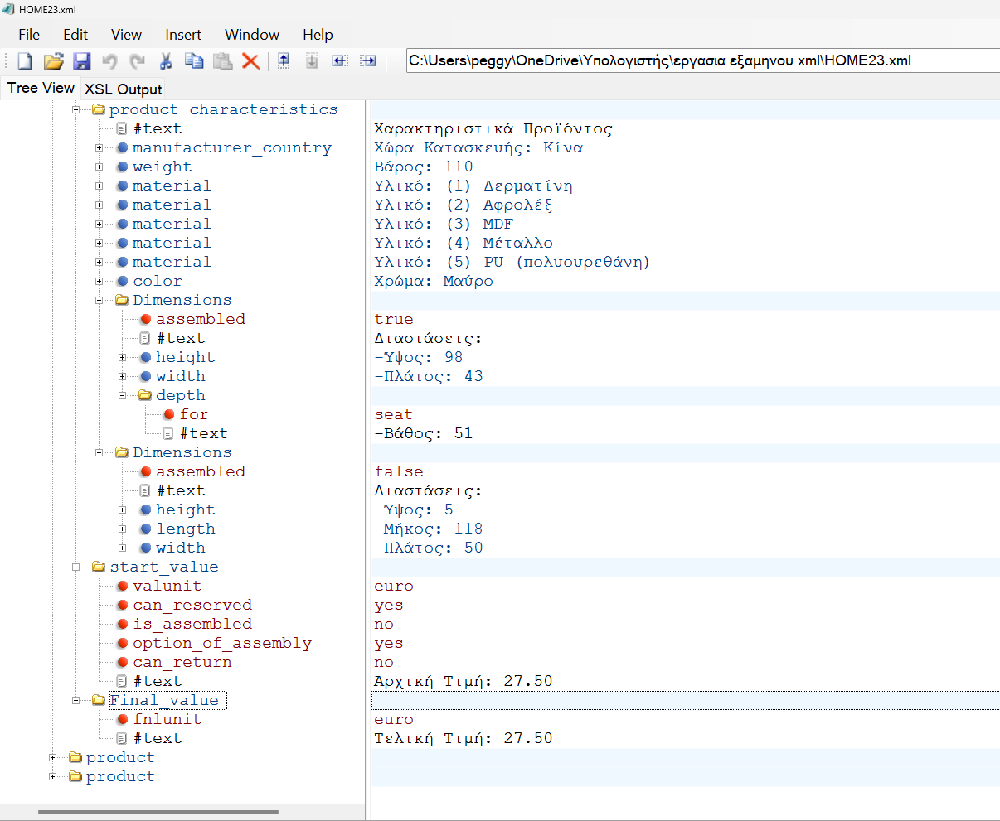 HOME23.xml
File Edit View Insert Window Help
C:\Users\peggy\OneDrive\Υπολογιστής\εργασια εξαμηνου xml\HOME23.xml
Tree View XSL Output
product_characteristics
#text Χαρακτηριστικά Προϊόντος
manufacturer_country Χώρα Κατασκευής: Κίνα
weight Βάρος: 110
material Υλικό: (1) Δερματίνη
material Υλικό: (2) Αφρολέξ
material Υλικό: (3) MDF
material Υλικό: (4) Μέταλλο
material Υλικό: (5) PU (πολυουρεθάνη)
color Χρώμα: Μαύρο
Dimensions
assembled true
#text Διαστάσεις:
height -Ύψος: 98
width -Πλάτος: 43
depth
for seat
#text -Βάθος: 51
Dimensions
assembled false
#text Διαστάσεις:
height -Ύψος: 5
length -Μήκος: 118
width -Πλάτος: 50
start_value
valunit euro
can_reserved yes
is_assembled no
option_of_assembly yes
can_return no
#text Αρχική Τιμή: 27.50
Final_value
fnlunit euro
#text Τελική Τιμή: 27.50
product
product